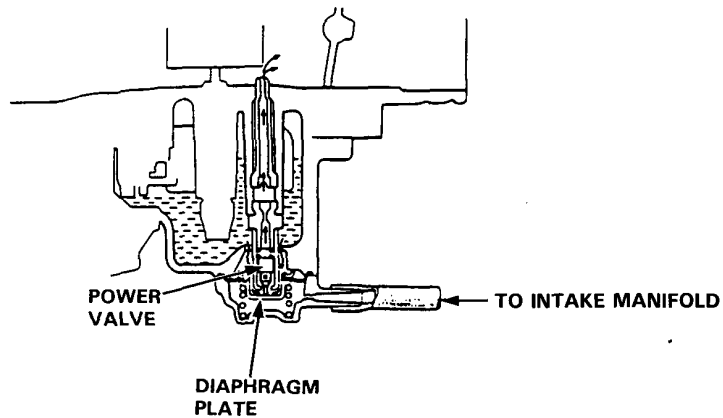 POWER
VALVE
TO INTAKE MANIFOLD
DIAPHRAGM
PLATE